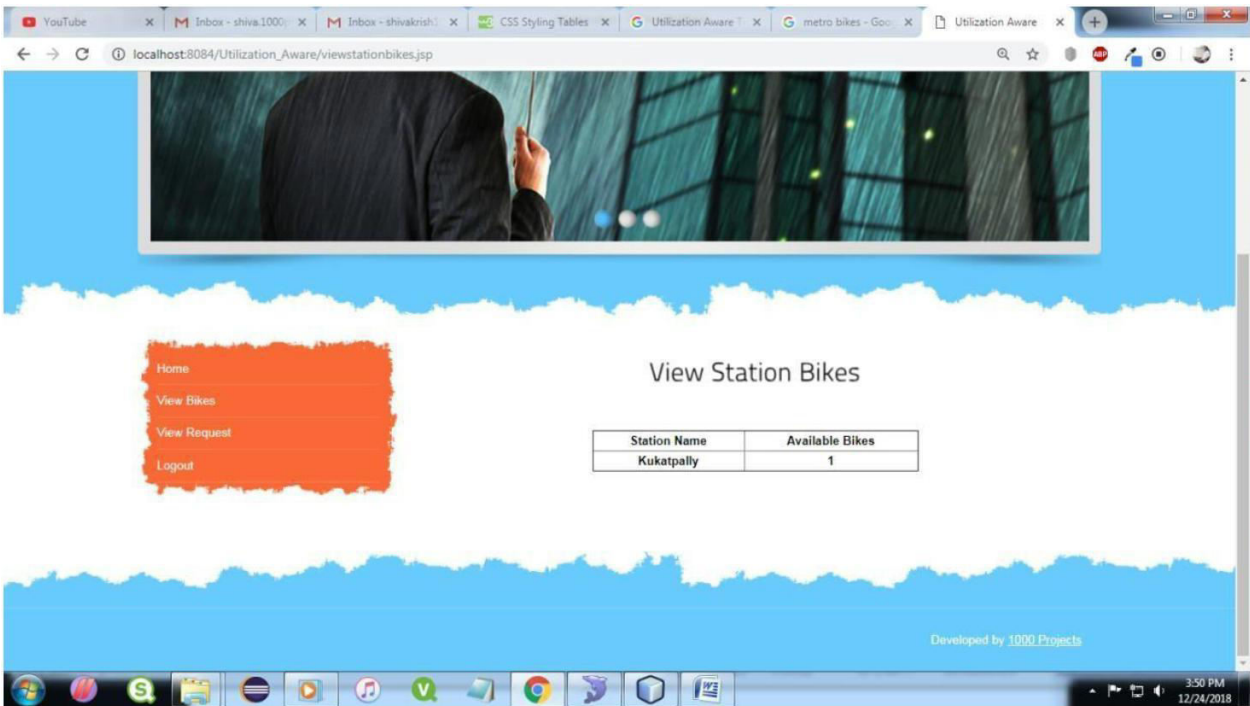 YouTube
Inbox - shiva.1000
Inbox - shivakrish
CSS Styling Tables
Utilization Aware T
metro bikes - Goo
Utilization Aware
localhost:8084/Utilization_Aware/viewstationbikes.jsp
ABP
Home
View Bikes
View Request
Logout
View Station Bikes
Station Name Available Bikes
Kukatpally 1
Developed by 1000 Projects
3:50 PM
12/24/2018